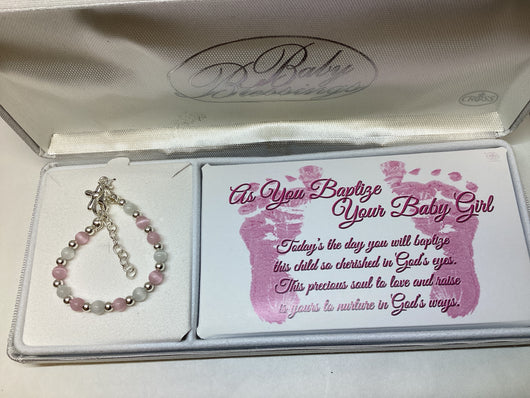 Baby
Blessings
CROSS
As You Baptize
Your Baby Girl
Today's the day you will baptize
this child so cherished in God's eyes.
This precious soul to love and raise
is yours to nurture in God's ways.